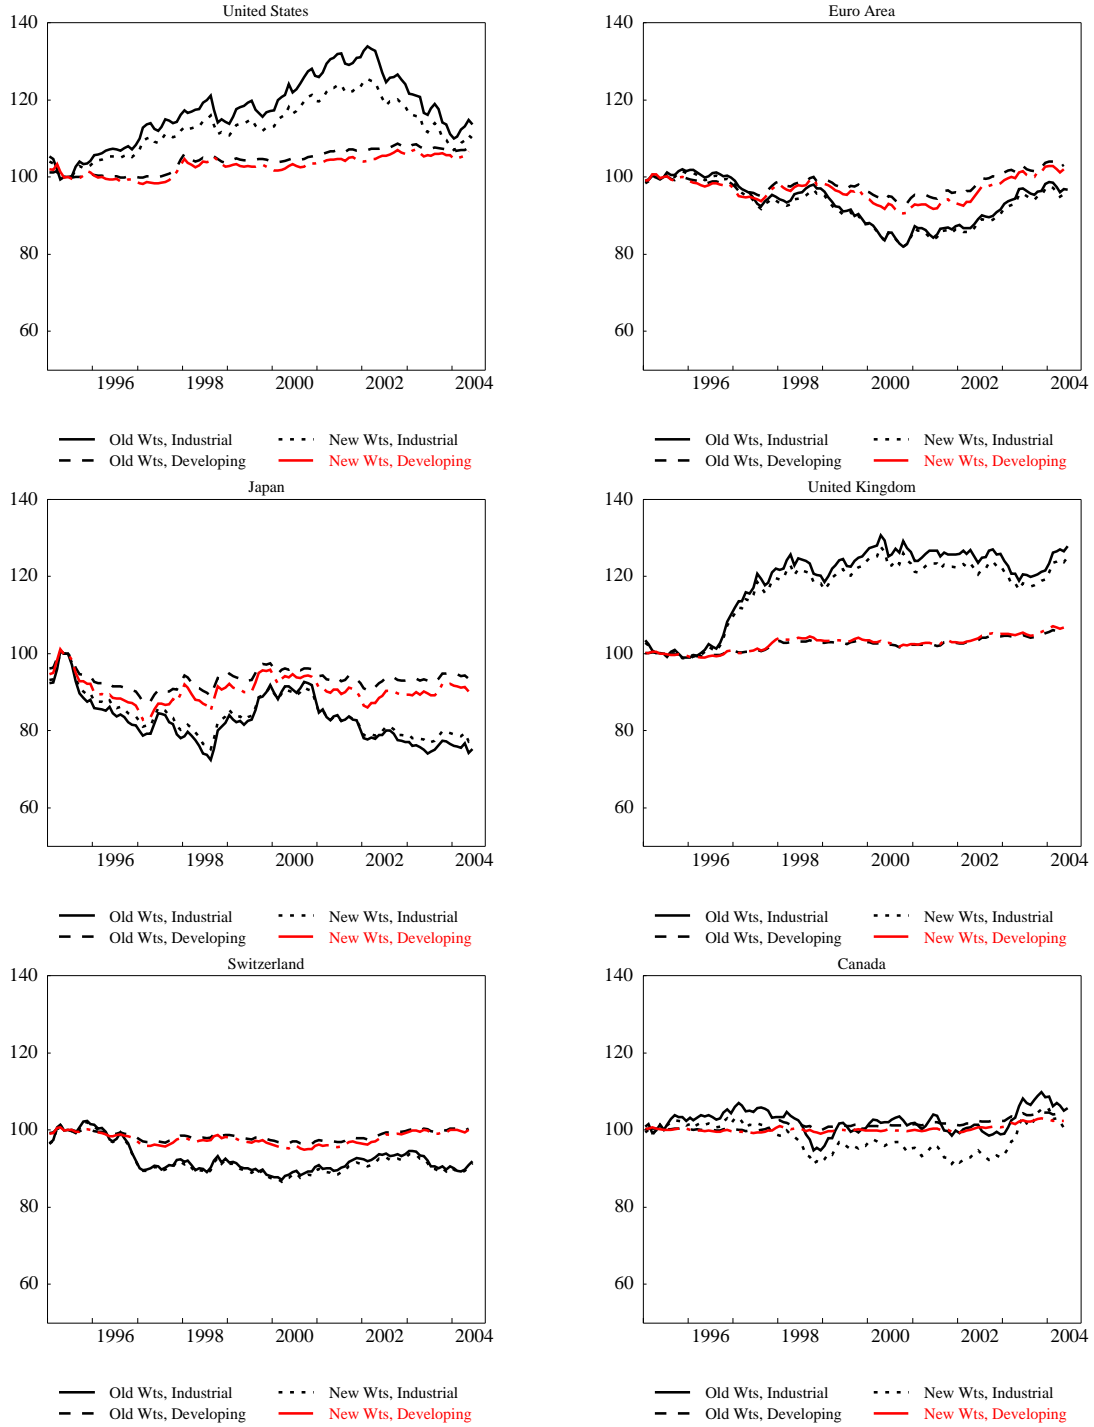 United States
140
120
100
80
60
1996 1998 2000 2002 2004
Old Wts, Industrial New Wts, Industrial
Old Wts, Developing New Wts, Developing
Euro Area
140
120
100
80
60
1996 1998 2000 2002 2004
Old Wts, Industrial New Wts, Industrial
Old Wts, Developing New Wts, Developing
Japan
140
120
100
80
60
1996 1998 2000 2002 2004
Old Wts, Industrial New Wts, Industrial
Old Wts, Developing New Wts, Developing
United Kingdom
140
120
100
80
60
1996 1998 2000 2002 2004
Old Wts, Industrial New Wts, Industrial
Old Wts, Developing New Wts, Developing
Switzerland
140
120
100
80
60
1996 1998 2000 2002 2004
Old Wts, Industrial New Wts, Industrial
Old Wts, Developing New Wts, Developing
Canada
140
120
100
80
60
1996 1998 2000 2002 2004
Old Wts, Industrial New Wts, Industrial
Old Wts, Developing New Wts, Developing